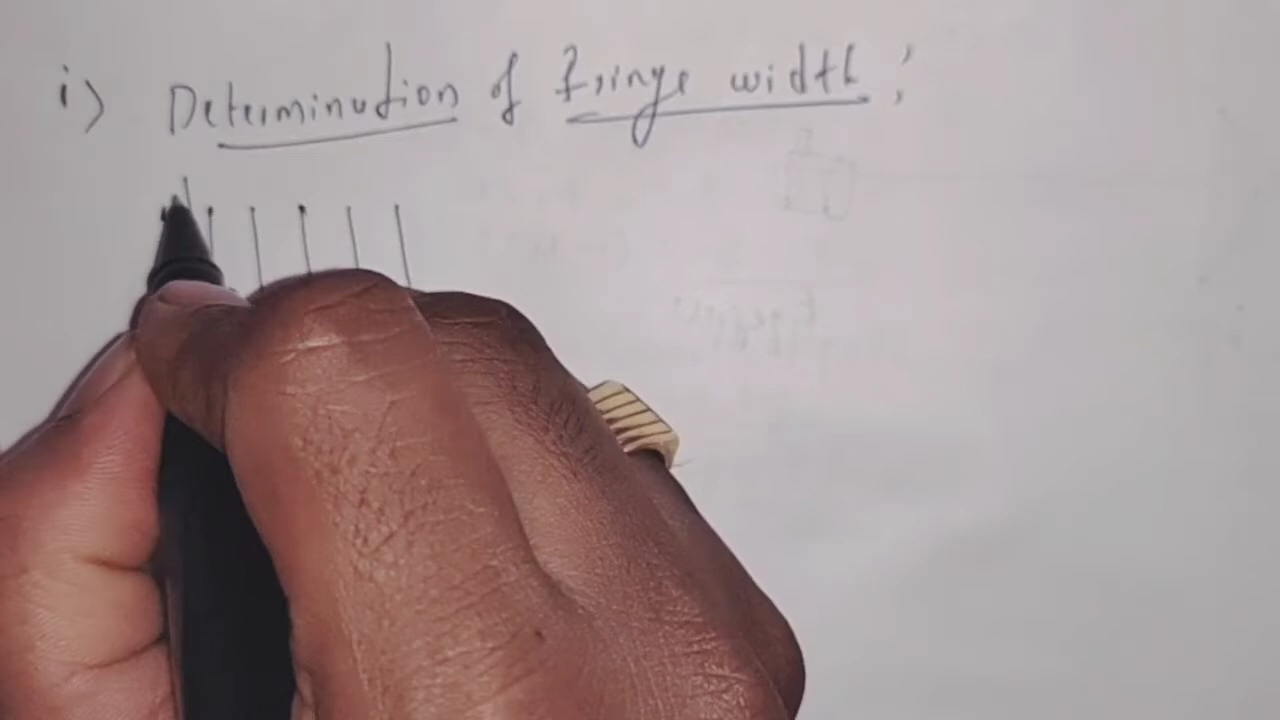 i) Determination of fringe width :